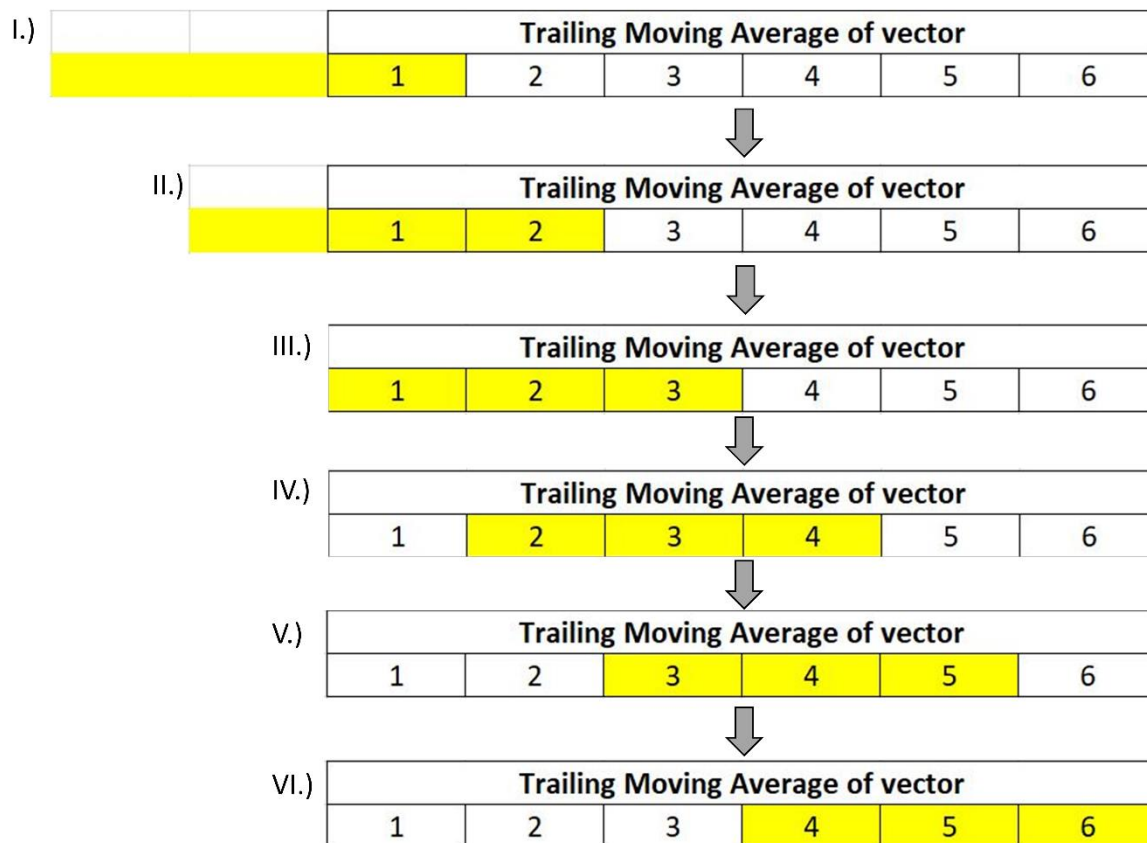 I.) Trailing Moving Average of vector
1 2 3 4 5 6
II.) Trailing Moving Average of vector
1 2 3 4 5 6
III.) Trailing Moving Average of vector
1 2 3 4 5 6
IV.) Trailing Moving Average of vector
1 2 3 4 5 6
V.) Trailing Moving Average of vector
1 2 3 4 5 6
VI.) Trailing Moving Average of vector
1 2 3 4 5 6